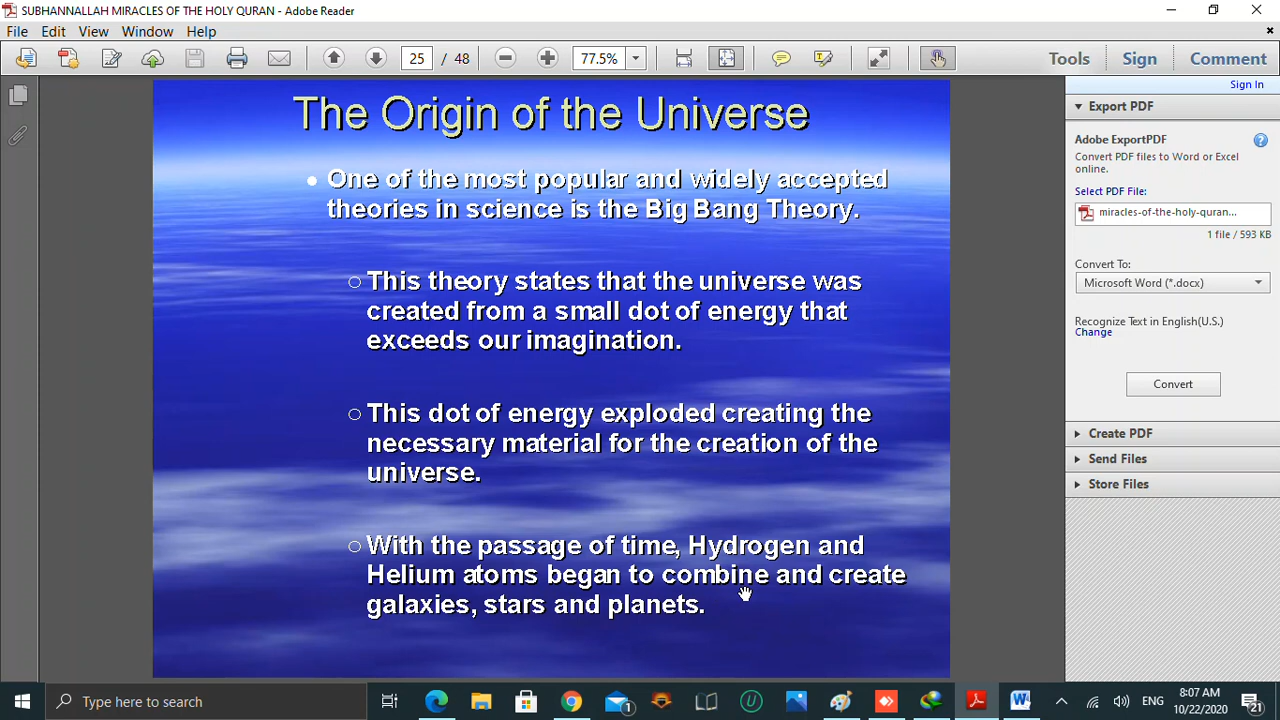 SUBHANNALLAH MIRACLES OF THE HOLY QURAN - Adobe Reader
File Edit View Window Help
25 / 48 77.5% Tools Sign Comment
Sign In
Export PDF
Adobe ExportPDF
Convert PDF files to Word or Excel
online.
Select PDF File:
miracles-of-the-holy-quran...
1 file / 593 KB
Convert To:
Microsoft Word (*.docx)
Recognize Text in English(U.S.)
Change
Convert
Create PDF
Send Files
Store Files
The Origin of the Universe
One of the most popular and widely accepted
theories in science is the Big Bang Theory.
This theory states that the universe was
created from a small dot of energy that
exceeds our imagination.
This dot of energy exploded creating the
necessary material for the creation of the
universe.
With the passage of time, Hydrogen and
Helium atoms began to combine and create
galaxies, stars and planets.
Type here to search
1
ENG
8:07 AM
10/22/2020
21